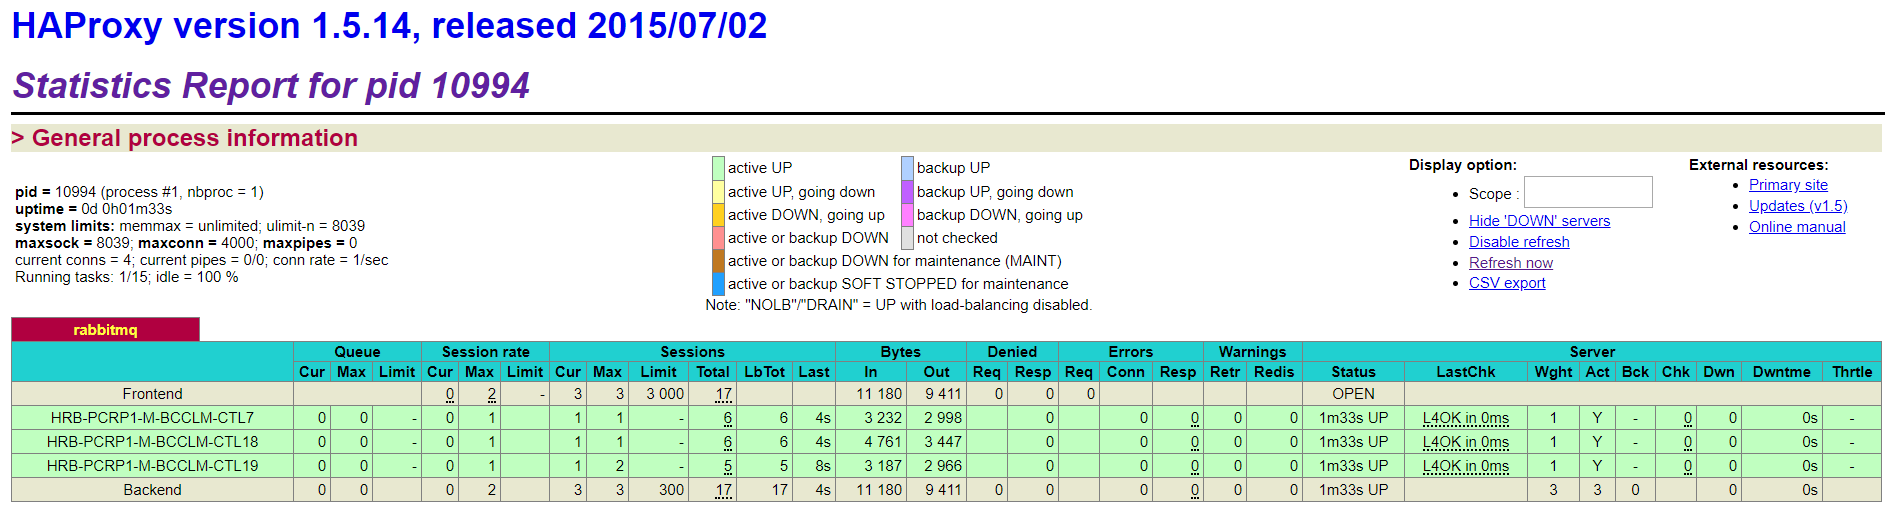 HAProxy version 1.5.14, released 2015/07/02
Statistics Report for pid 10994
> General process information
pid = 10994 (process #1, nbproc = 1)
uptime = 0d 0h01m33s
system limits: memmax = unlimited; ulimit-n = 8039
maxsock = 8039; maxconn = 4000; maxpipes = 0
current conns = 4; current pipes = 0/0; conn rate = 1/sec
Running tasks: 1/15; idle = 100 %
active UP backup UP
active UP, going down backup UP, going down
active DOWN, going up backup DOWN, going up
active or backup DOWN not checked
active or backup DOWN for maintenance (MAINT)
active or backup SOFT STOPPED for maintenance
Note: "NOLB"/"DRAIN" = UP with load-balancing disabled.
Display option:
• Scope :
• Hide 'DOWN' servers
• Disable refresh
• Refresh now
• CSV export
External resources:
• Primary site
• Updates (v1.5)
• Online manual
rabbitmq
Queue Session rate Sessions Bytes Denied Errors Warnings Server
Cur Max Limit Cur Max Limit Cur Max Limit Total LbTot Last In Out Req Resp Req Conn Resp Retr Redis Status LastChk Wght Act Bck Chk Dwn Dwntme Thrtle
Frontend 0 2 - 3 3 3 000 17 11 180 9 411 0 0 0 OPEN
HRB-PCRP1-M-BCCLM-CTL7 0 0 - 0 1 1 1 - 6 6 4s 3 232 2 998 0 0 0 0 0 1m33s UP L4OK in 0ms 1 Y - 0 0 0s -
HRB-PCRP1-M-BCCLM-CTL18 0 0 - 0 1 1 1 - 6 6 4s 4 761 3 447 0 0 0 0 0 1m33s UP L4OK in 0ms 1 Y - 0 0 0s -
HRB-PCRP1-M-BCCLM-CTL19 0 0 - 0 1 1 2 - 5 5 8s 3 187 2 966 0 0 0 0 0 1m33s UP L4OK in 0ms 1 Y - 0 0 0s -
Backend 0 0 0 2 3 3 300 17 17 4s 11 180 9 411 0 0 0 0 0 0 1m33s UP 3 3 0 0 0s